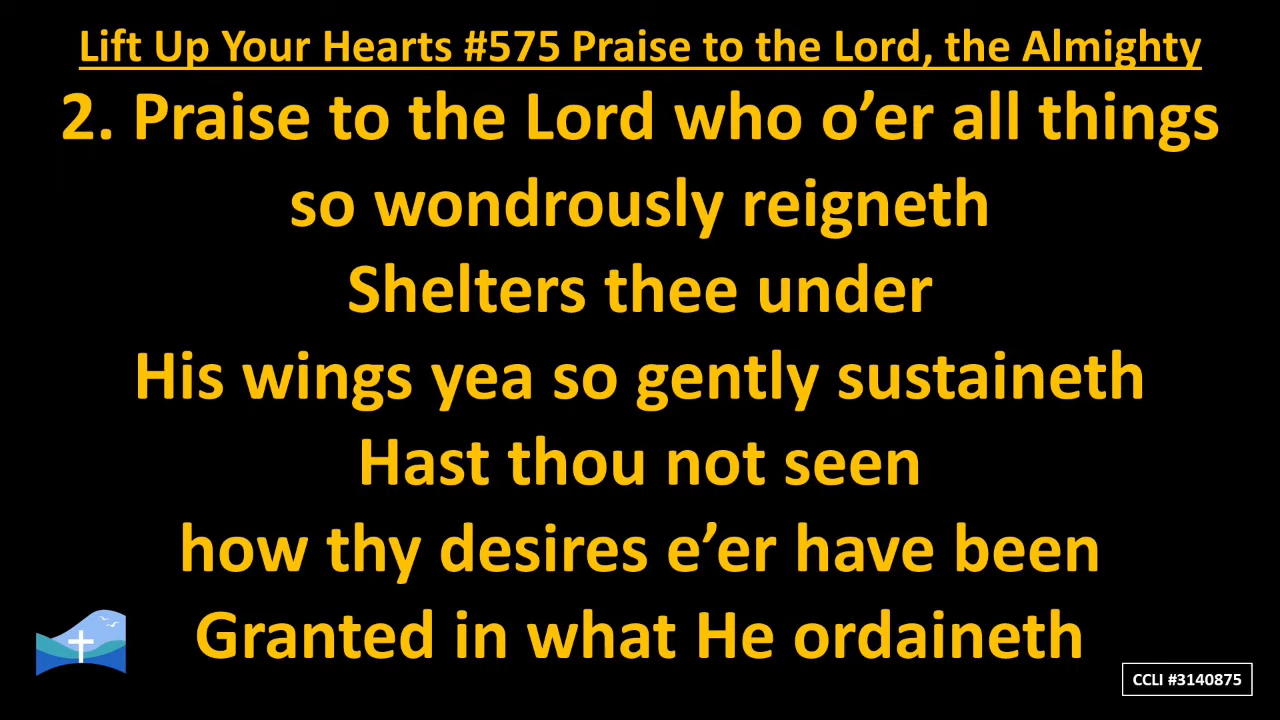 Lift Up Your Hearts #575 Praise to the Lord, the Almighty
2. Praise to the Lord who o’er all things
so wondrously reigneth
Shelters thee under
His wings yea so gently sustaineth
Hast thou not seen
how thy desires e’er have been
Granted in what He ordaineth
CCLI #3140875